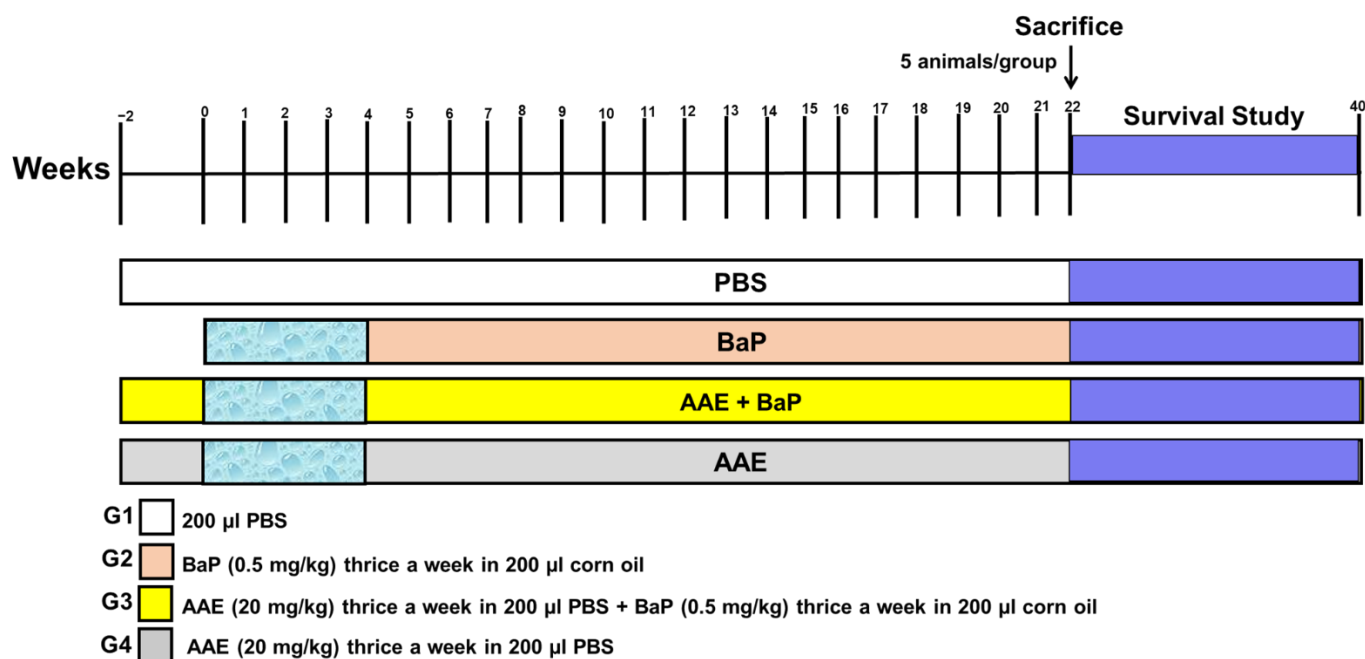 Sacrifice
5 animals/group
−2 0 1 2 3 4 5 6 7 8 9 10 11 12 13 14 15 16 17 18 19 20 21 22 Survival Study 40
Weeks
PBS
BaP
AAE + BaP
AAE
G1 200 µl PBS
G2 BaP (0.5 mg/kg) thrice a week in 200 µl corn oil
G3 AAE (20 mg/kg) thrice a week in 200 µl PBS + BaP (0.5 mg/kg) thrice a week in 200 µl corn oil
G4 AAE (20 mg/kg) thrice a week in 200 µl PBS